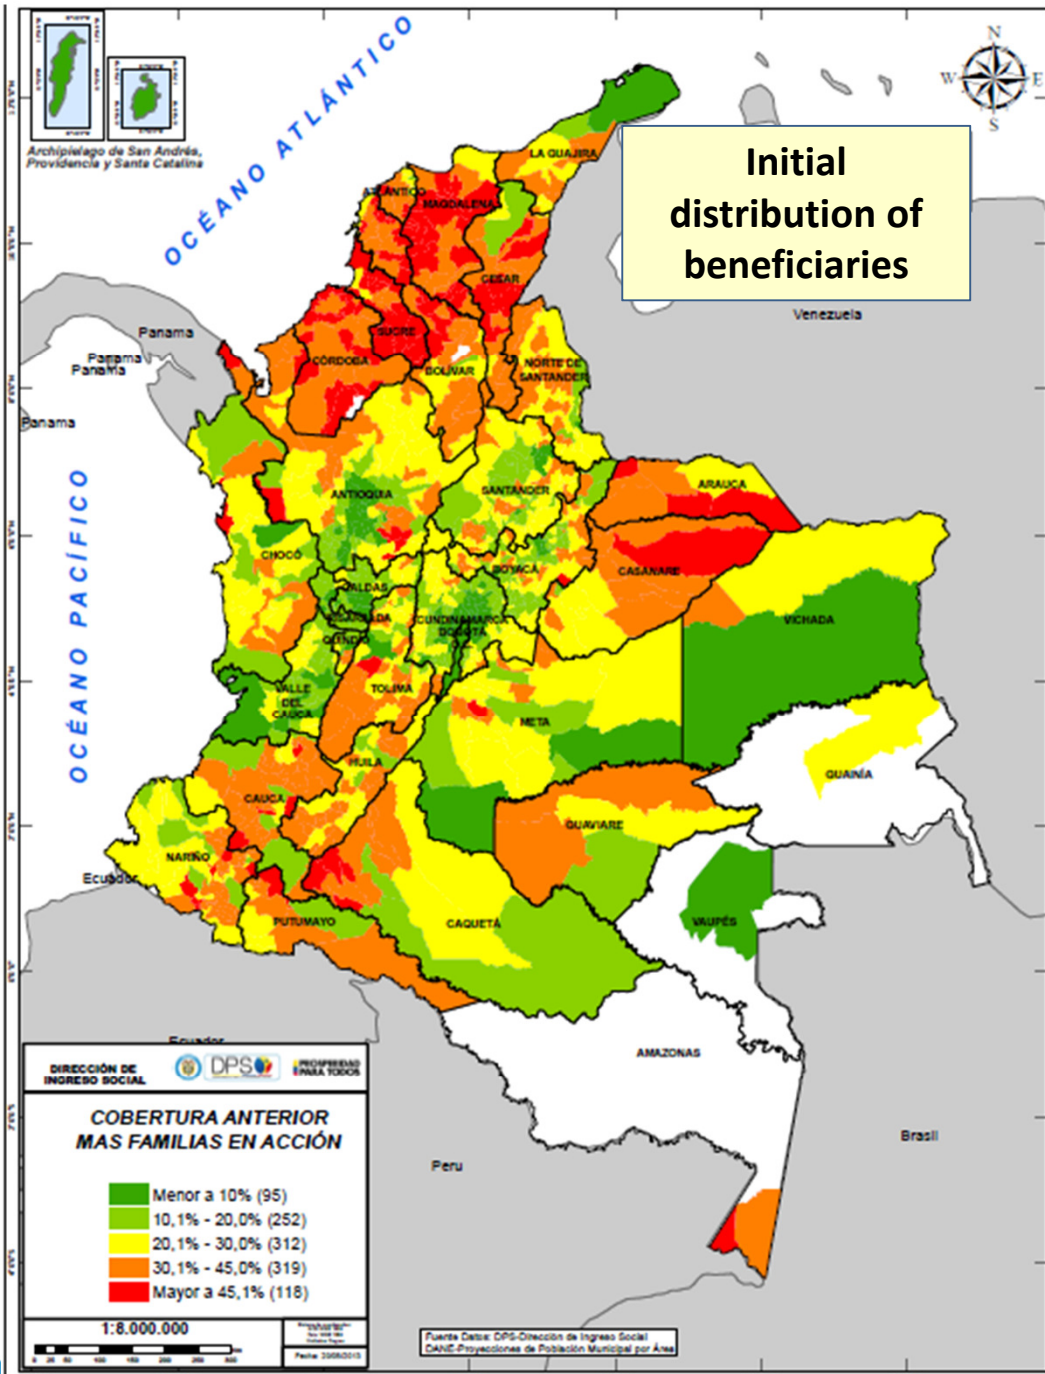 Archipielago de San Andrés,
Providencia y Santa Catalina
OCÉANO ATLÁNTICO
N
W
E
S
Initial
distribution of
beneficiaries
LA GUAJIRA
ATLÁNTICO
MAGDALENA
CESAR
Venezuela
Panama
Panama
Panama
Panama
SUCRE
CÓRDOBA
BOLÍVAR
NORTE DE
SANTANDER
ANTIOQUIA
SANTANDER
ARAUCA
OCÉANO PACÍFICO
CHOCÓ
BOYACÁ
CASANARE
CALDAS
RISARALDA
CUNDINAMARCA
BOGOTÁ
QUINDÍO
VICHADA
VALLE
DEL
CAUCA
TOLIMA
META
HUILA
GUAINÍA
CAUCA
GUAVIARE
NARIÑO
Ecuador
PUTUMAYO
CAQUETÁ
VAUPÉS
Ecuador
AMAZONAS
Peru
Brasil
DIRECCIÓN DE
INGRESO SOCIAL
DPS
PROSPERIDAD
PARA TODOS
COBERTURA ANTERIOR
MAS FAMILIAS EN ACCIÓN
Menor a 10% (95)
10,1% - 20,0% (252)
20,1% - 30,0% (312)
30,1% - 45,0% (319)
Mayor a 45,1% (118)
1:8.000.000
Fuente Datos: DPS-Dirección de Ingreso Social
DANE-Proyecciones de Población Municipal por Área